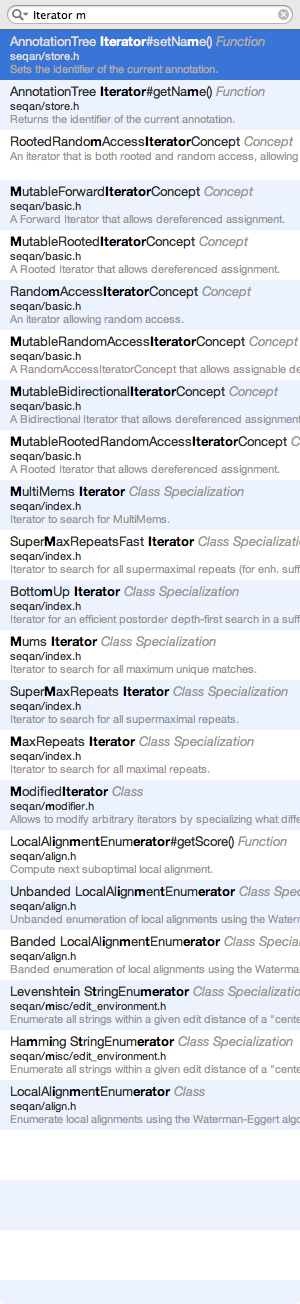 Iterator m
AnnotationTree Iterator#setName() Function
seqan/store.h
Sets the identifier of the current annotation.
AnnotationTree Iterator#getName() Function
seqan/store.h
Returns the identifier of the current annotation.
RootedRandomAccessIteratorConcept Concept
An iterator that is both rooted and random access, allowing
MutableForwardIteratorConcept Concept
seqan/basic.h
A Forward Iterator that allows dereferenced assignment.
MutableRootedIteratorConcept Concept
seqan/basic.h
A Rooted Iterator that allows dereferenced assignment.
RandomAccessIteratorConcept Concept
seqan/basic.h
An iterator allowing random access.
MutableRandomAccessIteratorConcept Concept
seqan/basic.h
A RandomAccessIteratorConcept that allows assignable de
MutableBidirectionalIteratorConcept Concept
seqan/basic.h
A Bidirectional Iterator that allows dereferenced assignment
MutableRootedRandomAccessIteratorConcept C
seqan/basic.h
A Rooted Iterator that allows dereferenced assignment.
MultiMems Iterator Class Specialization
seqan/index.h
Iterator to search for MultiMems.
SuperMaxRepeatsFast Iterator Class Specializati
seqan/index.h
Iterator to search for all supermaximal repeats (for enh. suff
BottomUp Iterator Class Specialization
seqan/index.h
Iterator for an efficient postorder depth-first search in a suff
Mums Iterator Class Specialization
seqan/index.h
Iterator to search for all maximum unique matches.
SuperMaxRepeats Iterator Class Specialization
seqan/index.h
Iterator to search for all supermaximal repeats.
MaxRepeats Iterator Class Specialization
seqan/index.h
Iterator to search for all maximal repeats.
ModifiedIterator Class
seqan/modifier.h
Allows to modify arbitrary iterators by specializing what diffe
LocalAlignmentEnumerator#getScore() Function
seqan/align.h
Compute next suboptimal local alignment.
Unbanded LocalAlignmentEnumerator Class Spec
seqan/align.h
Unbanded enumeration of local alignments using the Waterm
Banded LocalAlignmentEnumerator Class Special
seqan/align.h
Banded enumeration of local alignments using the Waterma
Levenshtein StringEnumerator Class Specializatio
seqan/misc/edit_environment.h
Enumerate all strings within a given edit distance of a "cente
Hamming StringEnumerator Class Specialization
seqan/misc/edit_environment.h
Enumerate all strings within a given edit distance of a "cente
LocalAlignmentEnumerator Class
seqan/align.h
Enumerate local alignments using the Waterman-Eggert algo